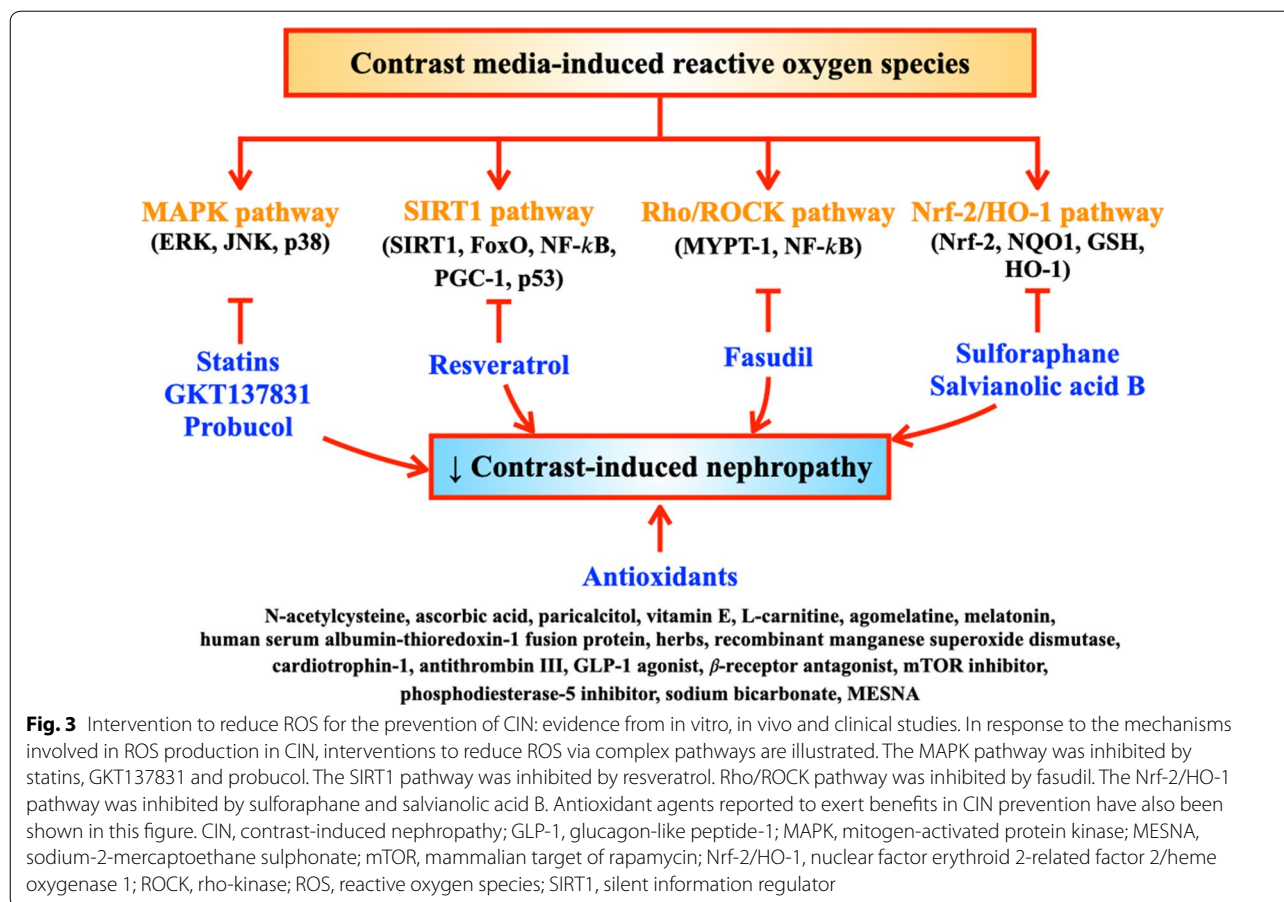 Contrast media-induced reactive oxygen species
MAPK pathway
(ERK, JNK, p38)
SIRT1 pathway
(SIRT1, FoxO, NF-kB,
PGC-1, p53)
Rho/ROCK pathway
(MYPT-1, NF-kB)
Nrf-2/HO-1 pathway
(Nrf-2, NQO1, GSH,
HO-1)
Statins
GKT137831
Probucol
Resveratrol
Fasudil
Sulforaphane
Salvianolic acid B
↓ Contrast-induced nephropathy
Antioxidants
N-acetylcysteine, ascorbic acid, paricalcitol, vitamin E, L-carnitine, agomelatine, melatonin,
human serum albumin-thioredoxin-1 fusion protein, herbs, recombinant manganese superoxide dismutase,
cardiotrophin-1, antithrombin III, GLP-1 agonist, β-receptor antagonist, mTOR inhibitor,
phosphodiesterase-5 inhibitor, sodium bicarbonate, MESNA
Fig. 3 Intervention to reduce ROS for the prevention of CIN: evidence from in vitro, in vivo and clinical studies. In response to the mechanisms
involved in ROS production in CIN, interventions to reduce ROS via complex pathways are illustrated. The MAPK pathway was inhibited by
statins, GKT137831 and probucol. The SIRT1 pathway was inhibited by resveratrol. Rho/ROCK pathway was inhibited by fasudil. The Nrf-2/HO-1
pathway was inhibited by sulforaphane and salvianolic acid B. Antioxidant agents reported to exert benefits in CIN prevention have also been
shown in this figure. CIN, contrast-induced nephropathy; GLP-1, glucagon-like peptide-1; MAPK, mitogen-activated protein kinase; MESNA,
sodium-2-mercaptoethane sulphonate; mTOR, mammalian target of rapamycin; Nrf-2/HO-1, nuclear factor erythroid 2-related factor 2/heme
oxygenase 1; ROCK, rho-kinase; ROS, reactive oxygen species; SIRT1, silent information regulator